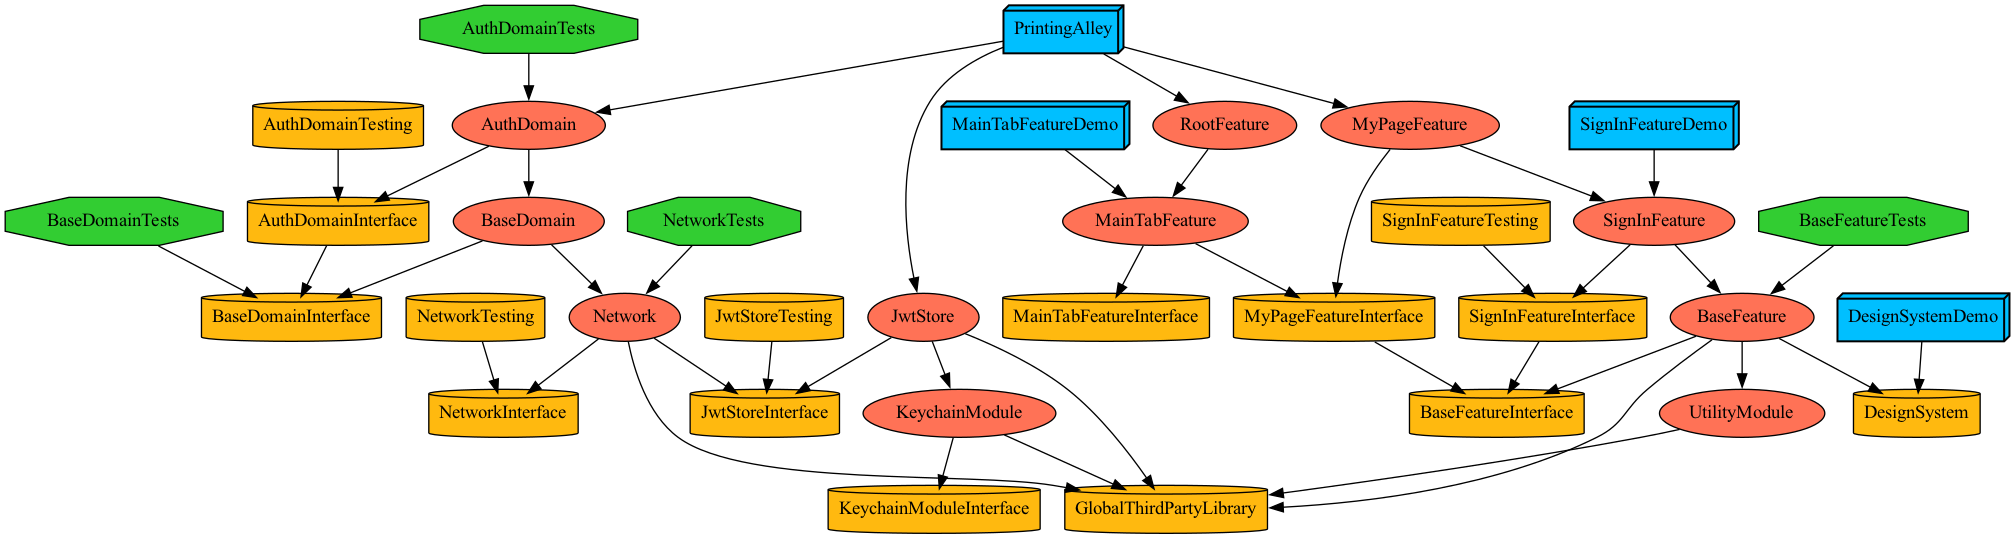 AuthDomainTests
PrintingAlley
AuthDomainTesting
AuthDomain
MainTabFeatureDemo
RootFeature
MyPageFeature
SignInFeatureDemo
BaseDomainTests
AuthDomainInterface
BaseDomain
NetworkTests
MainTabFeature
SignInFeatureTesting
SignInFeature
BaseFeatureTests
BaseDomainInterface
NetworkTesting
Network
JwtStoreTesting
JwtStore
MainTabFeatureInterface
MyPageFeatureInterface
SignInFeatureInterface
BaseFeature
DesignSystemDemo
NetworkInterface
JwtStoreInterface
KeychainModule
BaseFeatureInterface
UtilityModule
DesignSystem
KeychainModuleInterface
GlobalThirdPartyLibrary